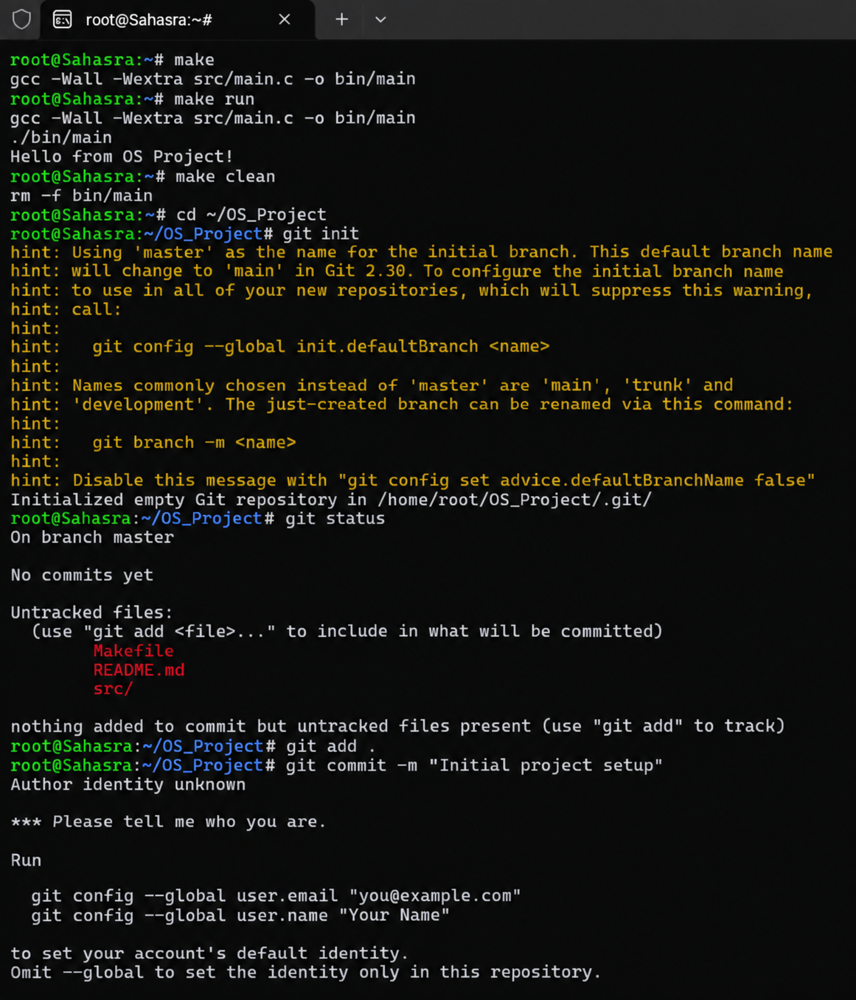 root@Sahasra:~#
root@Sahasra:~# make
gcc -Wall -Wextra src/main.c -o bin/main
root@Sahasra:~# make run
gcc -Wall -Wextra src/main.c -o bin/main
./bin/main
Hello from OS Project!
root@Sahasra:~# make clean
rm -f bin/main
root@Sahasra:~# cd ~/OS_Project
root@Sahasra:~/OS_Project# git init
hint: Using 'master' as the name for the initial branch. This default branch name
hint: will change to 'main' in Git 2.30. To configure the initial branch name
hint: to use in all of your new repositories, which will suppress this warning,
hint: call:
hint:
hint:   git config --global init.defaultBranch <name>
hint:
hint: Names commonly chosen instead of 'master' are 'main', 'trunk' and
hint: 'development'. The just-created branch can be renamed via this command:
hint:
hint:   git branch -m <name>
hint:
hint: Disable this message with "git config set advice.defaultBranchName false"
Initialized empty Git repository in /home/root/OS_Project/.git/
root@Sahasra:~/OS_Project# git status
On branch master

No commits yet

Untracked files:
  (use "git add <file>..." to include in what will be committed)
        Makefile
        README.md
        src/

nothing added to commit but untracked files present (use "git add" to track)
root@Sahasra:~/OS_Project# git add .
root@Sahasra:~/OS_Project# git commit -m "Initial project setup"
Author identity unknown

*** Please tell me who you are.

Run

  git config --global user.email "you@example.com"
  git config --global user.name "Your Name"

to set your account's default identity.
Omit --global to set the identity only in this repository.